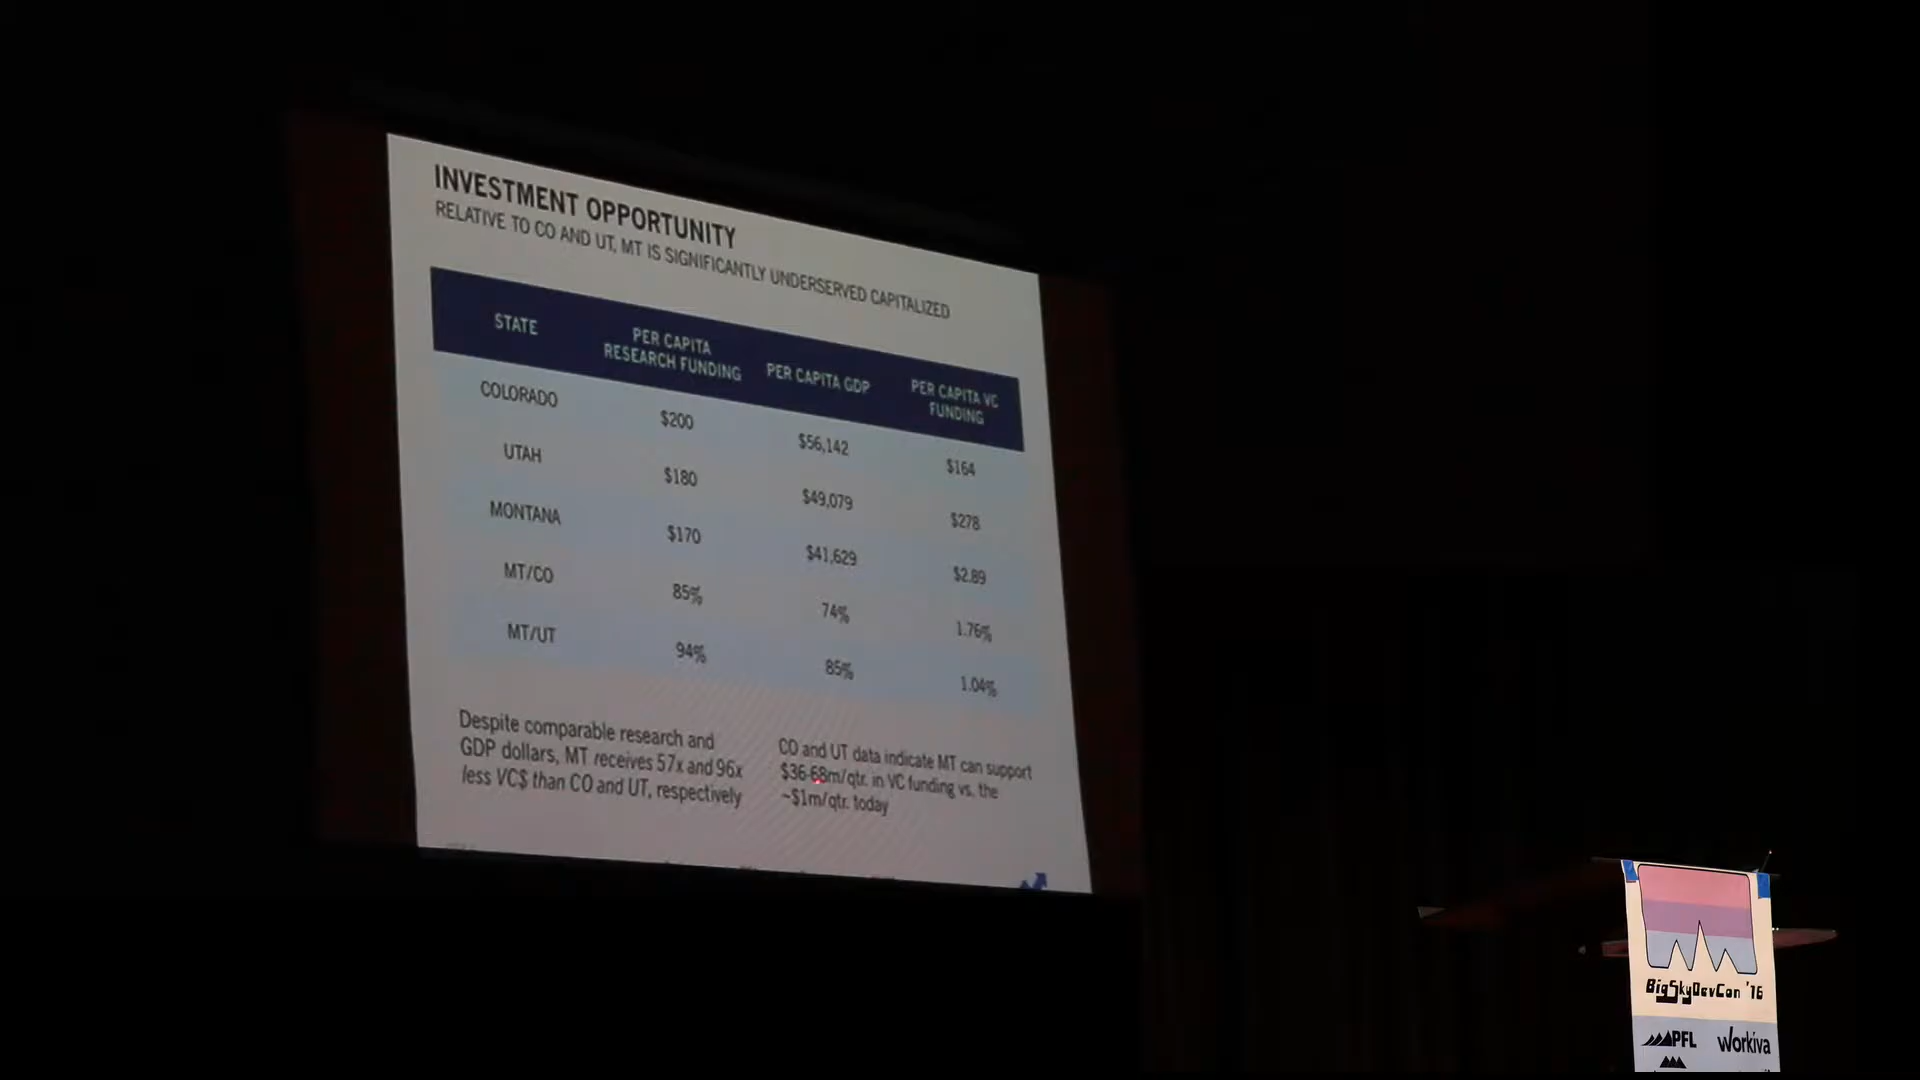 INVESTMENT OPPORTUNITY
RELATIVE TO CO AND UT, MT IS SIGNIFICANTLY UNDERSERVED CAPITALIZED
STATE
PER CAPITA
RESEARCH FUNDING
PER CAPITA GDP
PER CAPITA VC
FUNDING
COLORADO $200 $56,142 $164
UTAH $180 $49,079 $278
MONTANA $170 $41,629 $2.89
MT/CO 85% 74% 1.76%
MT/UT 94% 85% 1.04%
Despite comparable research and
GDP dollars, MT receives 57x and 96x
less VC$ than CO and UT, respectively
CO and UT data indicate MT can support
$36-68m/qtr. in VC funding vs. the
~$1m/qtr. today
BigSkyDevCon '16
PFL Workiva